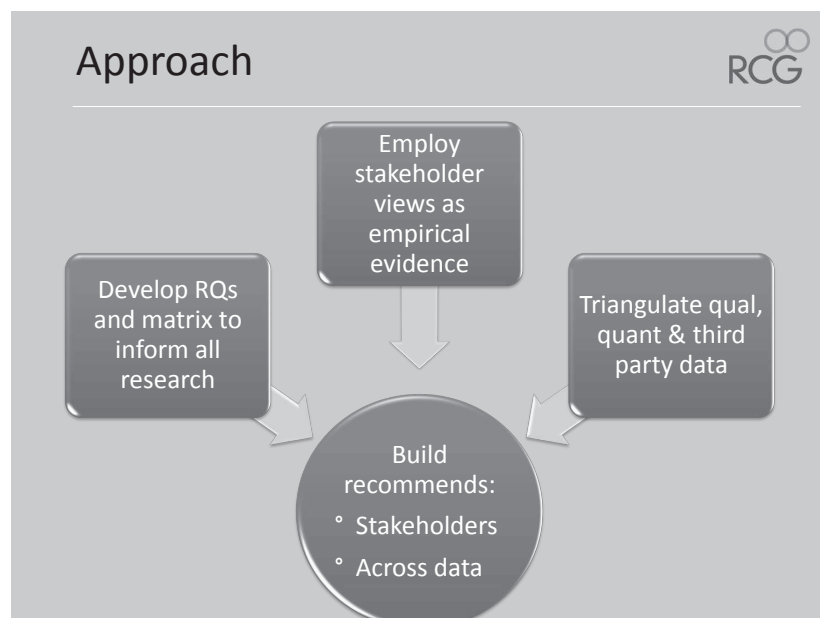 Approach
RCG
Employ
stakeholder
views as
empirical
evidence
Develop RQs
and matrix to
inform all
research
Triangulate qual,
quant & third
party data
Build
recommends:
° Stakeholders
° Across data